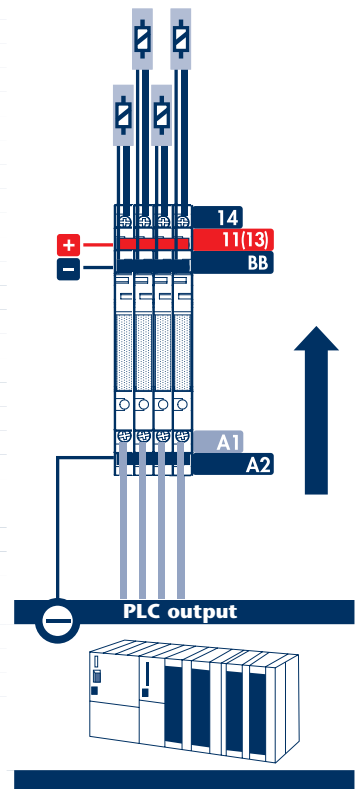 14
+ 11(13)
− BB
A1
A2
PLC output
−